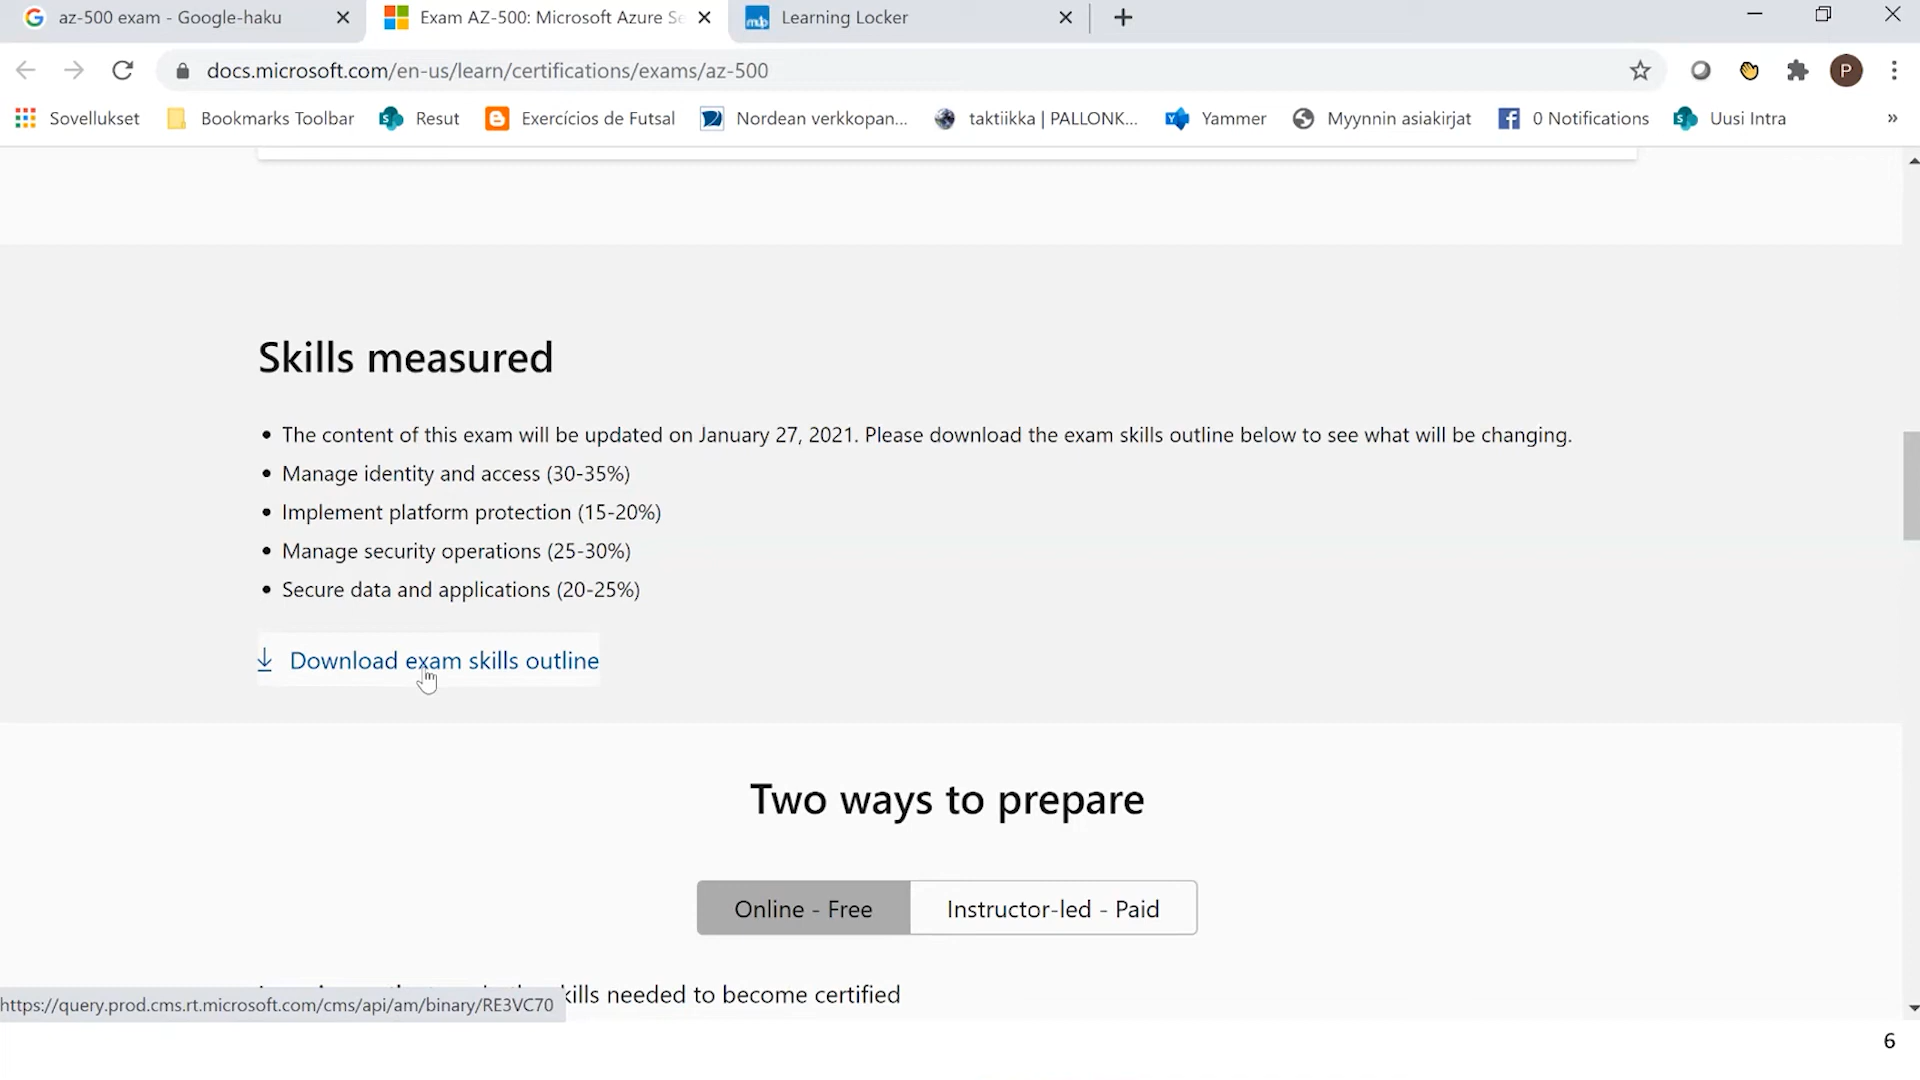 az-500 exam - Google-haku
Exam AZ-500: Microsoft Azure Se
Learning Locker
docs.microsoft.com/en-us/learn/certifications/exams/az-500
P
Sovellukset
Bookmarks Toolbar
Resut
Exercícios de Futsal
Nordean verkkopan...
taktiikka | PALLONK...
Yammer
Myynnin asiakirjat
0 Notifications
Uusi Intra
»
Skills measured
• The content of this exam will be updated on January 27, 2021. Please download the exam skills outline below to see what will be changing.
• Manage identity and access (30-35%)
• Implement platform protection (15-20%)
• Manage security operations (25-30%)
• Secure data and applications (20-25%)
Download exam skills outline
Two ways to prepare
Online - Free
Instructor-led - Paid
kills needed to become certified
https://query.prod.cms.rt.microsoft.com/cms/api/am/binary/RE3VC70
6